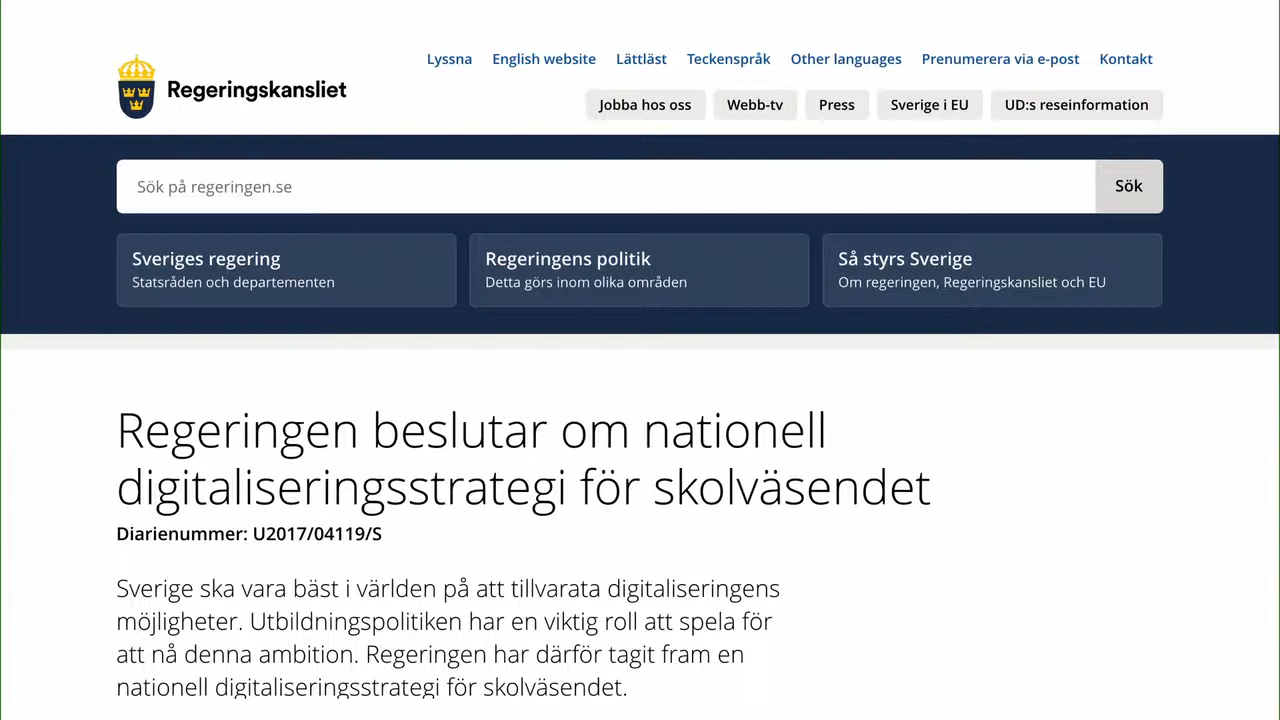 Lyssna English website Lättläst Teckenspråk Other languages Prenumerera via e-post Kontakt
Regeringskansliet
Jobba hos oss Webb-tv Press Sverige i EU UD:s reseinformation
Sök på regeringen.se Sök
Sveriges regering Regeringens politik Så styrs Sverige
Statsråden och departementen Detta görs inom olika områden Om regeringen, Regeringskansliet och EU
Regeringen beslutar om nationell
digitaliseringsstrategi för skolväsendet
Diarienummer: U2017/04119/S
Sverige ska vara bäst i världen på att tillvarata digitaliseringens
möjligheter. Utbildningspolitiken har en viktig roll att spela för
att nå denna ambition. Regeringen har därför tagit fram en
nationell digitaliseringsstrategi för skolväsendet.